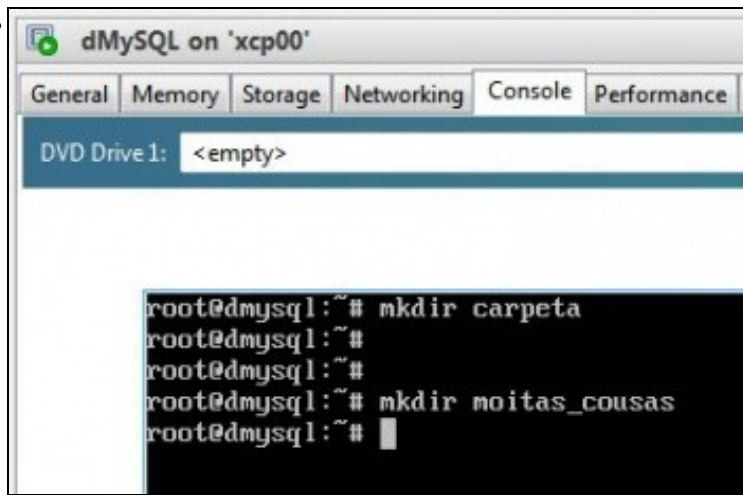 dMySQL on 'xcp00'
General Memory Storage Networking Console Performance
DVD Drive 1: <empty>
root@dmysql:~# mkdir carpeta
root@dmysql:~#
root@dmysql:~#
root@dmysql:~# mkdir moitas_cousas
root@dmysql:~#